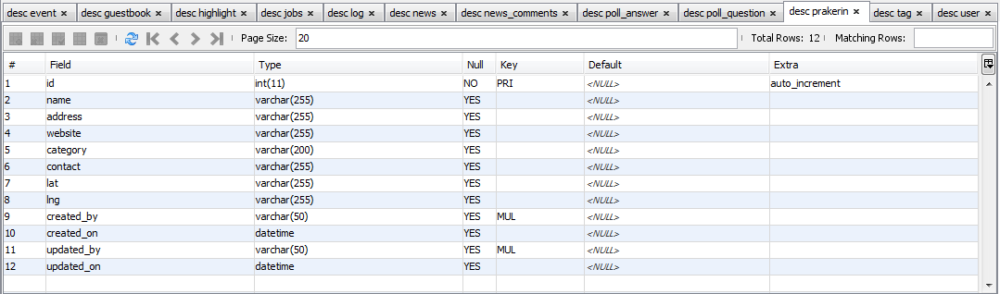 desc event desc guestbook desc highlight desc jobs desc log desc news desc news_comments desc poll_answer desc poll_question desc prakerin desc tag desc user
Page Size: 20 Total Rows: 12 Matching Rows:
# Field Type Null Key Default Extra
1 id int(11) NO PRI <NULL> auto_increment
2 name varchar(255) YES <NULL>
3 address varchar(255) YES <NULL>
4 website varchar(255) YES <NULL>
5 category varchar(200) YES <NULL>
6 contact varchar(255) YES <NULL>
7 lat varchar(255) YES <NULL>
8 lng varchar(255) YES <NULL>
9 created_by varchar(50) YES MUL <NULL>
10 created_on datetime YES <NULL>
11 updated_by varchar(50) YES MUL <NULL>
12 updated_on datetime YES <NULL>